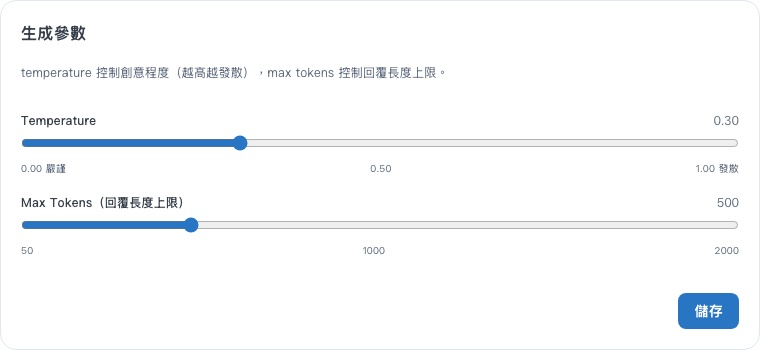 生成參數
temperature 控制創意程度（越高越發散），max tokens 控制回覆長度上限。
Temperature 0.30
0.00 嚴謹 0.50 1.00 發散
Max Tokens（回覆長度上限） 500
50 1000 2000
儲存